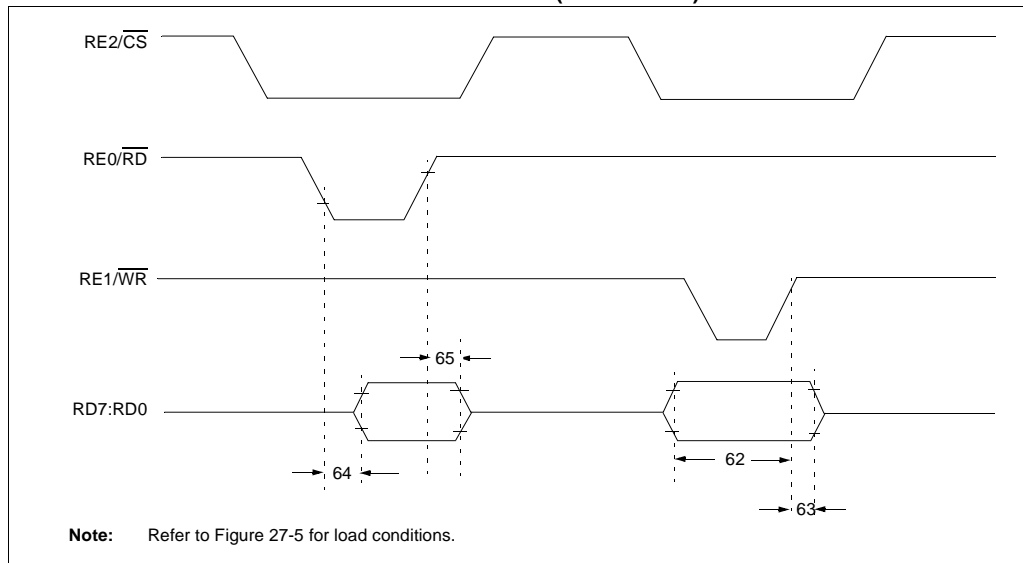 RE2/CS
RE0/RD
RE1/WR
65
RD7:RD0
64
62
63
Note: Refer to Figure 27-5 for load conditions.